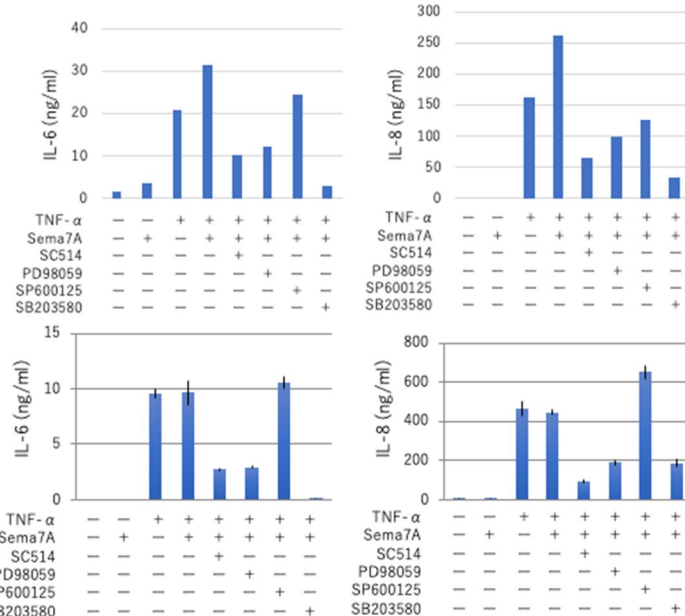 40
30
20
10
0
IL-6 (ng/ml)
TNF-α − − + + + + + +
Sema7A − + − + + + + +
SC514 − − − − + − − −
PD98059 − − − − − + − −
SP600125 − − − − − − + −
SB203580 − − − − − − − +
300
250
200
150
100
50
0
IL-8 (ng/ml)
TNF-α − − + + + + + +
Sema7A − + − + + + + +
SC514 − − − − + − − −
PD98059 − − − − − + − −
SP600125 − − − − − − + −
SB203580 − − − − − − − +
15
10
5
0
IL-6 (ng/ml)
TNF-α − − + + + + + +
Sema7A − + − + + + + +
SC514 − − − − + − − −
PD98059 − − − − − + − −
P600125 − − − − − − + −
B203580 − − − − − − − +
800
600
400
200
0
IL-8 (ng/ml)
TNF-α − − + + + + + +
Sema7A − + − + + + + +
SC514 − − − − + − − −
PD98059 − − − − − + − −
SP600125 − − − − − − + −
SB203580 − − − − − − − +